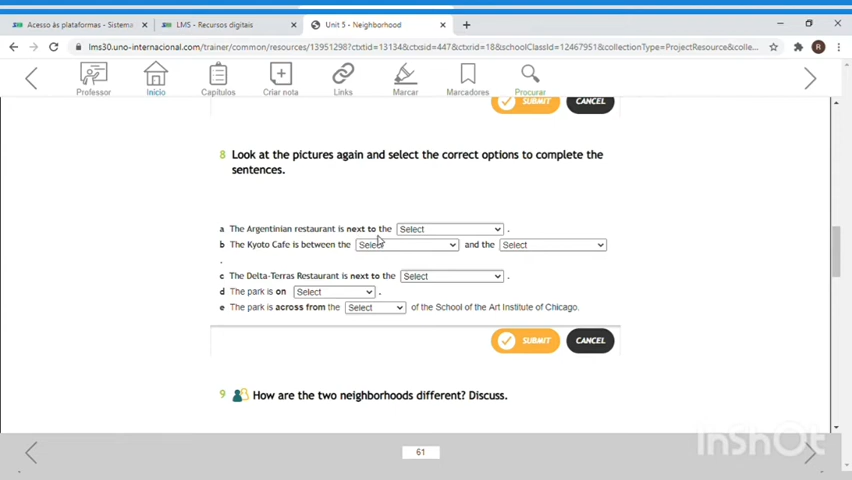 Acesso às plataformas - Sistema
LMS - Recursos digitais
Unit 5 - Neighborhood
lms30.uno-internacional.com/trainer/common/resources/13951298?ctxtid=13134&ctxsid=447&ctxrid=18&schoolClassId=12467951&collectionType=ProjectResource&colle...
R
Professor
Início
Capítulos
Criar nota
Links
Marcar
Marcadores
Procurar
SUBMIT
CANCEL
8 Look at the pictures again and select the correct options to complete the
sentences.
a The Argentinian restaurant is next to the Select .
b The Kyoto Cafe is between the Select and the Select
.
c The Delta-Terras Restaurant is next to the Select .
d The park is on Select .
e The park is across from the Select of the School of the Art Institute of Chicago.
SUBMIT
CANCEL
9 How are the two neighborhoods different? Discuss.
61
InShOt